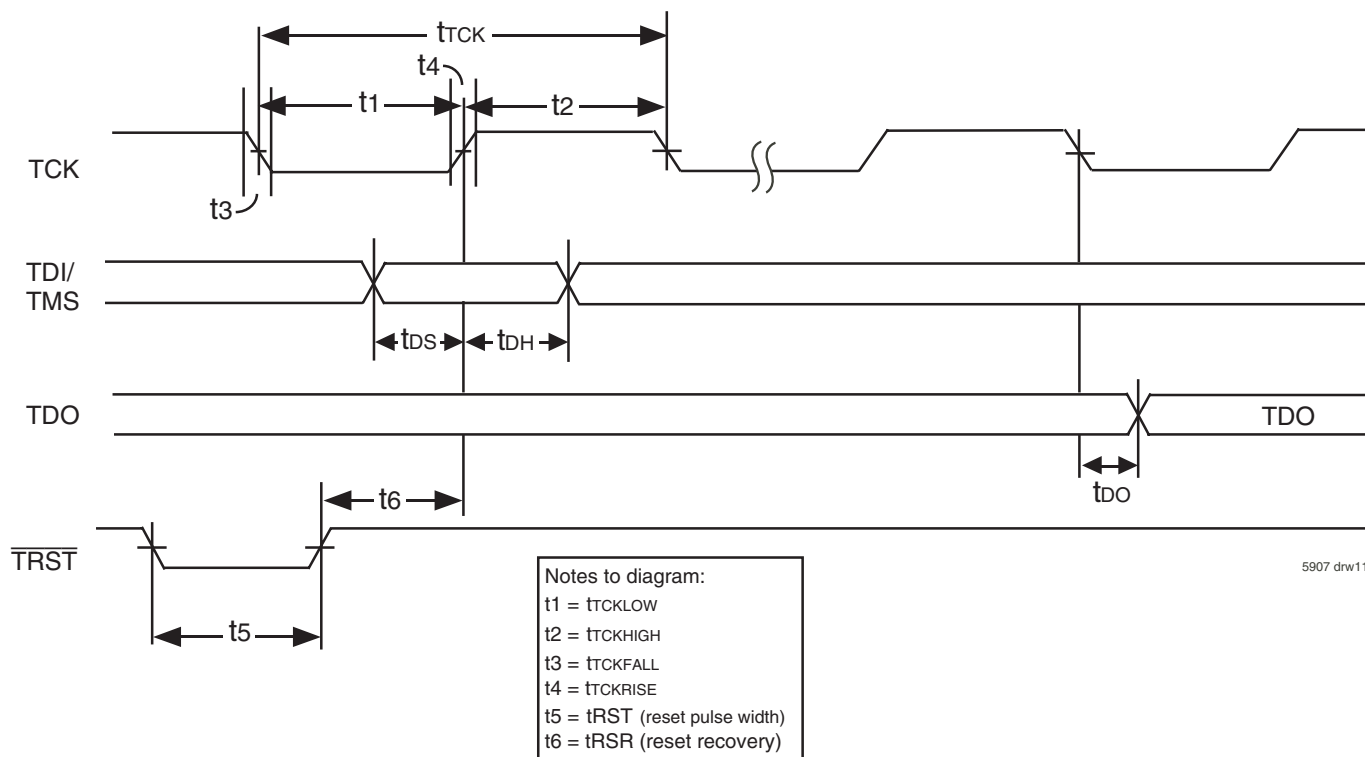 tTCK
t4
t1
t2
TCK
t3
TDI/
TMS
tDS
tDH
TDO
TDO
tDO
t6
TRST
5907 drw11
t5
Notes to diagram:
t1 = tTCKLOW
t2 = tTCKHIGH
t3 = tTCKFALL
t4 = tTCKRISE
t5 = tRST (reset pulse width)
t6 = tRSR (reset recovery)